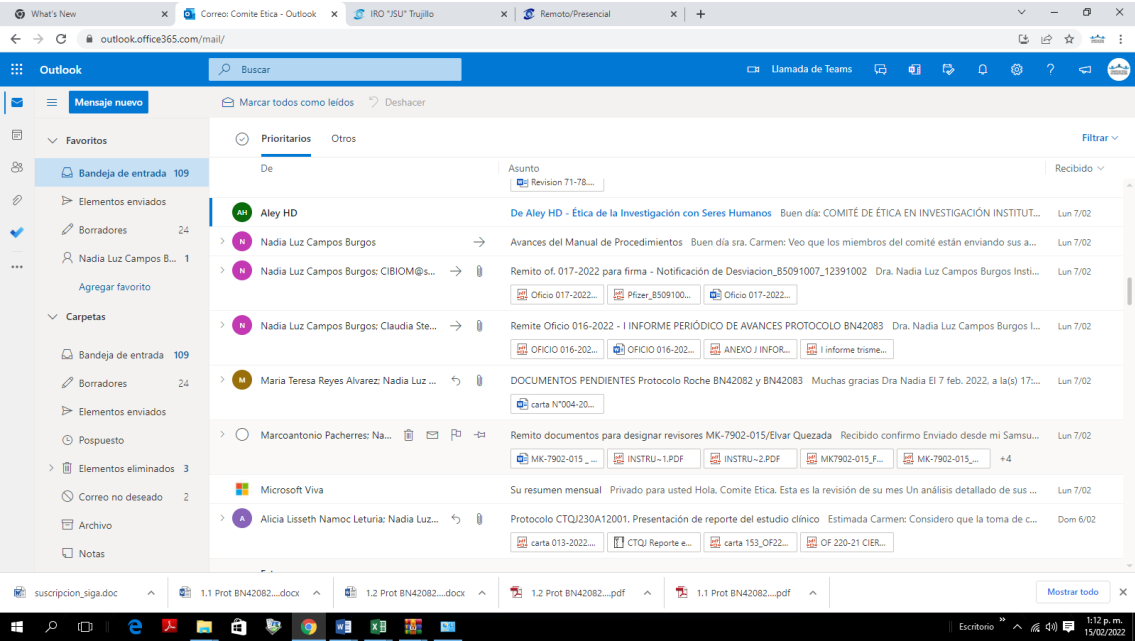 What's New
Correo: Comite Etica - Outlook
IRO "JSU" Trujillo
Remoto/Presencial
outlook.office365.com/mail/
Outlook
Buscar
Llamada de Teams
Mensaje nuevo
Marcar todos como leídos
Deshacer
Favoritos
Bandeja de entrada 109
Elementos enviados
Borradores 24
Nadia Luz Campos B... 1
Agregar favorito
Carpetas
Bandeja de entrada 109
Borradores 24
Elementos enviados
Pospuesto
Elementos eliminados 3
Correo no deseado 2
Archivo
Notas
Prioritarios Otros Filtrar
De Asunto Recibido
Revision 71-78....
AH Aley HD De Aley HD - Ética de la Investigación con Seres Humanos Buen día: COMITÉ DE ÉTICA EN INVESTIGACIÓN INSTITUT... Lun 7/02
N Nadia Luz Campos Burgos Avances del Manual de Procedimientos Buen día sra. Carmen: Veo que los miembros del comité están enviando sus a... Lun 7/02
N Nadia Luz Campos Burgos; CIBIOM@s... Remito of. 017-2022 para firma - Notificación de Desviacion_B5091007_12391002 Dra. Nadia Luz Campos Burgos Insti... Lun 7/02
Oficio 017-2022... Pfizer_B509100... Oficio 017-2022...
N Nadia Luz Campos Burgos; Claudia Ste... Remite Oficio 016-2022 - I INFORME PERIÓDICO DE AVANCES PROTOCOLO BN42083 Dra. Nadia Luz Campos Burgos I... Lun 7/02
OFICIO 016-202... OFICIO 016-202... ANEXO J INFOR... I informe trisme...
M Maria Teresa Reyes Alvarez; Nadia Luz ... DOCUMENTOS PENDIENTES Protocolo Roche BN42082 y BN42083 Muchas gracias Dra Nadia El 7 feb. 2022, a la(s) 17:... Lun 7/02
carta N°004-20...
Marcoantonio Pacherres; Na... Remito documentos para designar revisores MK-7902-015/Elvar Quezada Recibido confirmo Enviado desde mi Samsu... Lun 7/02
MK-7902-015 _ ... INSTRU~1.PDF INSTRU~2.PDF MK7902-015_F... MK-7902-015_... +4
Microsoft Viva Su resumen mensual Privado para usted Hola, Comite Etica. Esta es la revisión de su mes Un análisis detallado de sus ... Lun 7/02
A Alicia Lisseth Namoc Leturia; Nadia Luz... Protocolo CTQJ230A12001. Presentación de reporte del estudio clínico Estimada Carmen: Considero que la toma de c... Dom 6/02
carta 013-2022.... CTQJ Reporte e... carta 153_OF22... OF 220-21 CIER...
suscripcion_siga.doc 1.1 Prot BN42082....docx 1.2 Prot BN42082....docx 1.2 Prot BN42082....pdf 1.1 Prot BN42082....pdf Mostrar todo
Escritorio 1:12 p. m.
15/02/2022